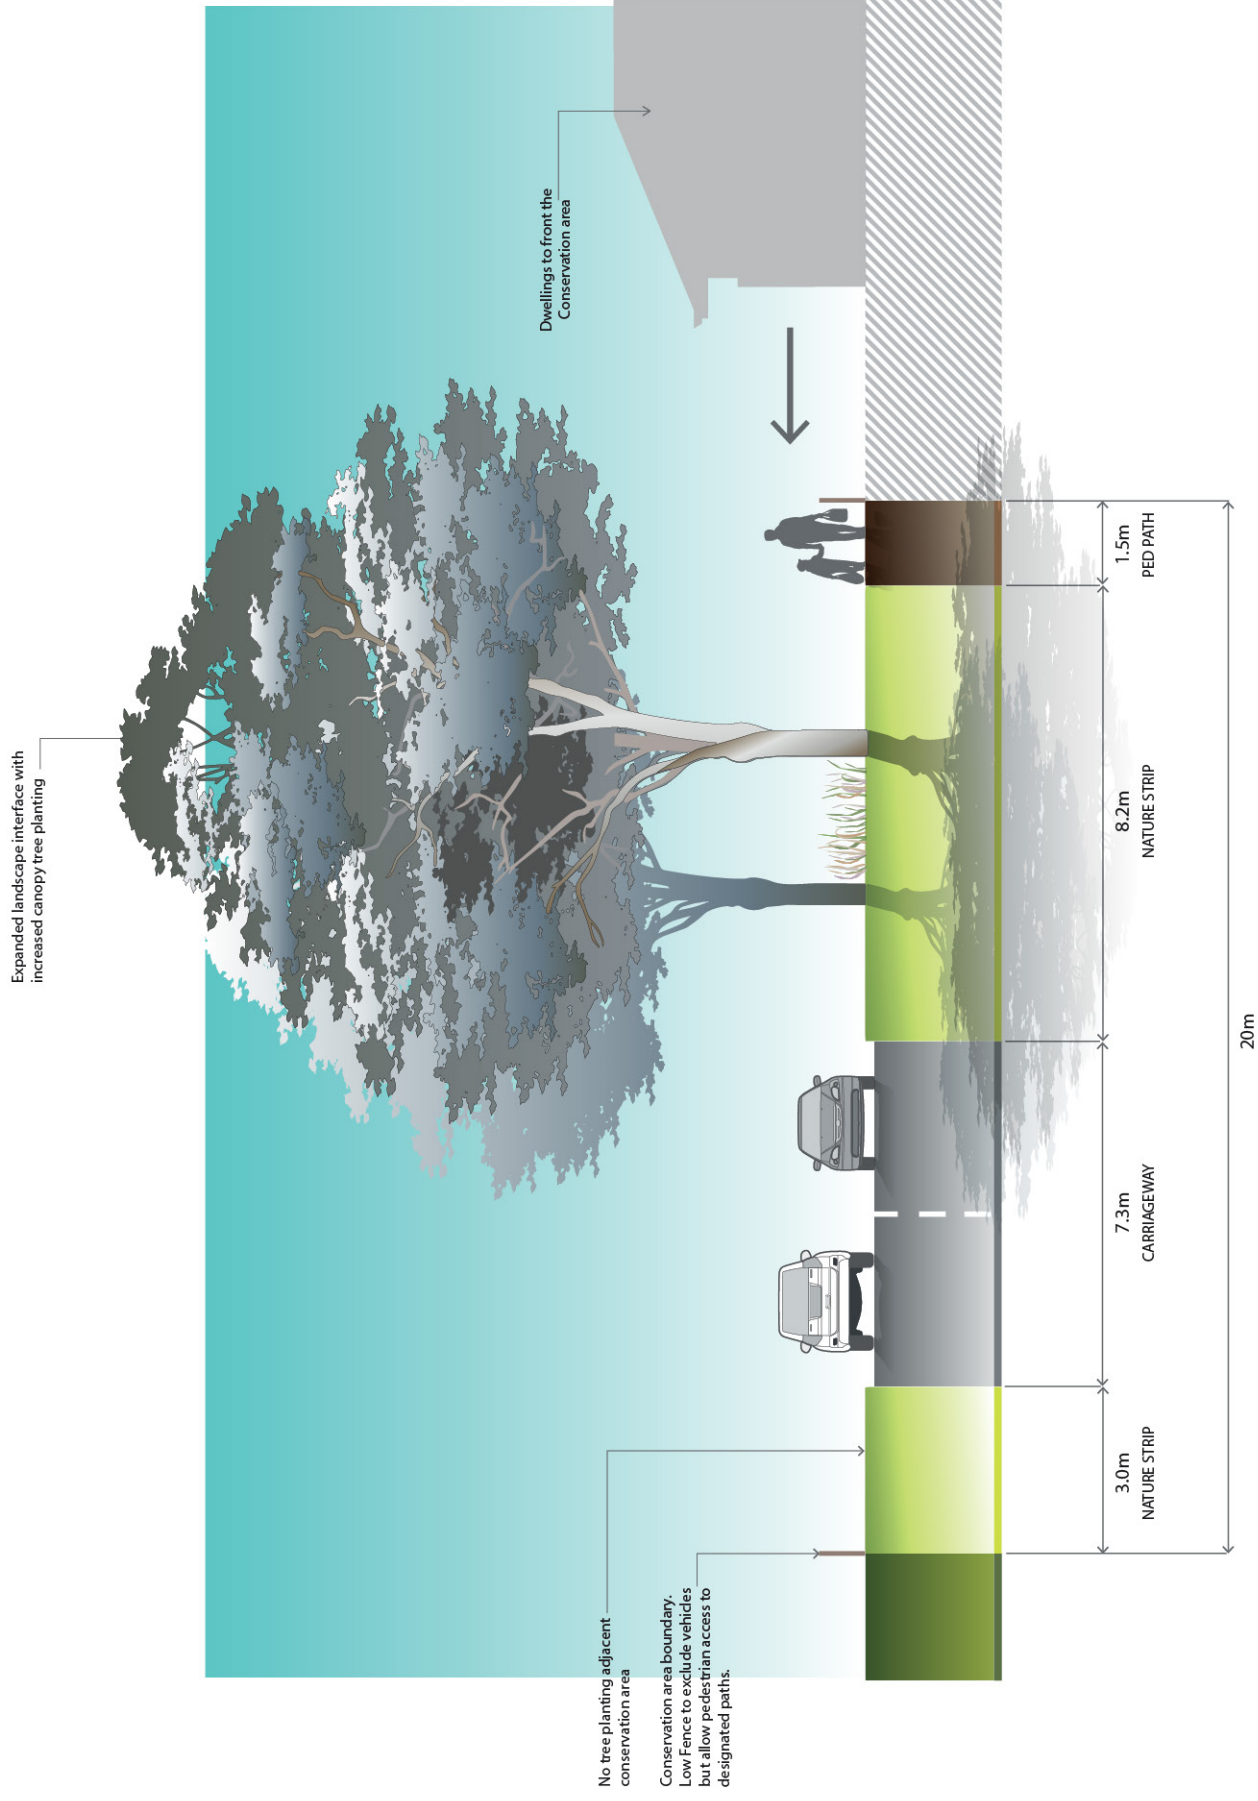 Expanded landscape interface with
increased canopy tree planting
Dwellings to front the
Conservation area
No tree planting adjacent
conservation area
Conservation area boundary.
Low Fence to exclude vehicles
but allow pedestrian access to
designated paths.
3.0m
NATURE STRIP
7.3m
CARRIAGEWAY
8.2m
NATURE STRIP
1.5m
PED PATH
20m